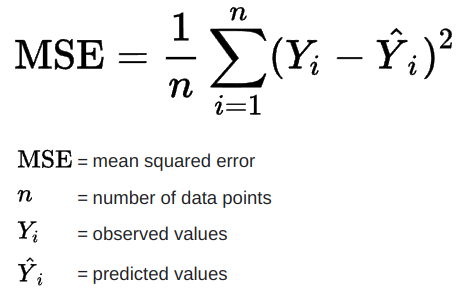 MSE = 1/n ∑_{i=1}^{n} (Y_i − Ŷ_i)^2
MSE = mean squared error
n = number of data points
Y_i = observed values
Ŷ_i = predicted values